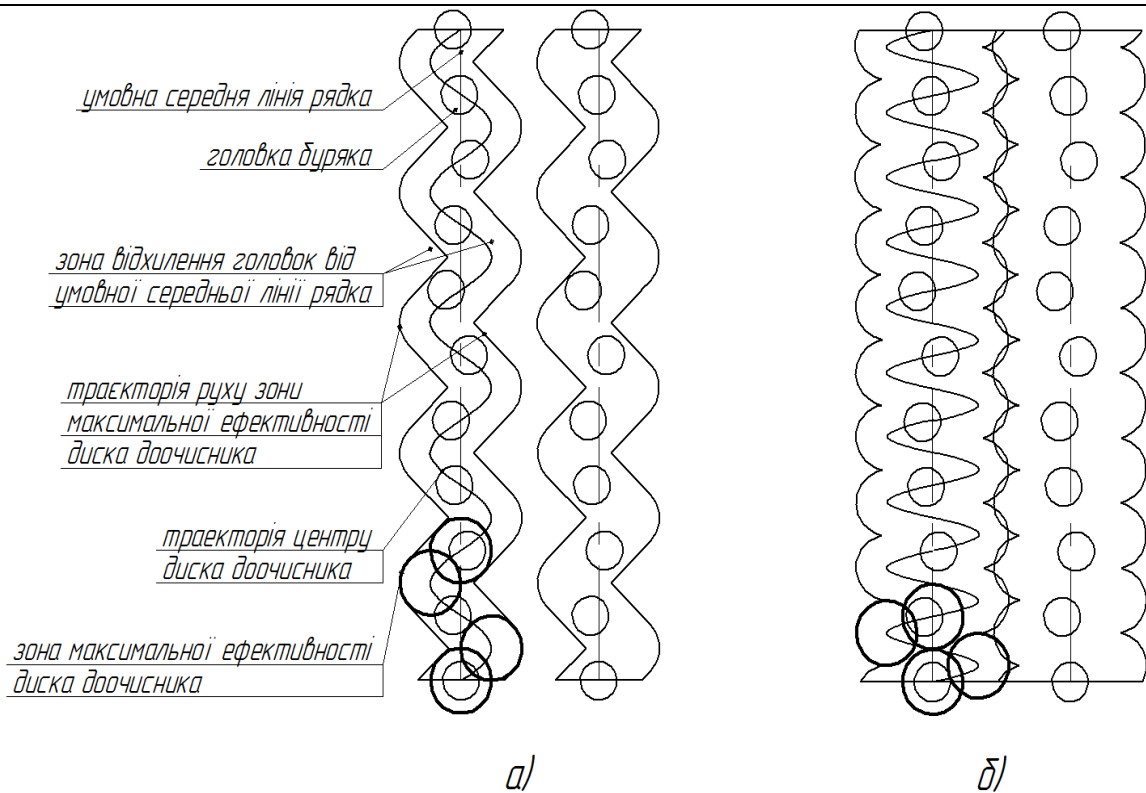 умовна середня лінія рядка
головка буряка
зона відхилення головок від
умовної середньої лінії рядка
траєкторія руху зони
максимальної ефективності
диска доочисника
траекторія центру
диска доочисника
зона максимальної ефективності
диска доочисника
а)
б)